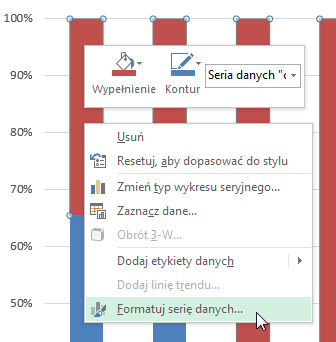 100%
90%
Wypełnienie Kontur Seria danych "c
80%
Usuń
Resetuj, aby dopasować do stylu
70%
Zmień typ wykresu seryjnego...
Zaznacz dane...
Obrót 3-W...
60%
Dodaj etykiety danych
Dodaj linię trendu...
50%
Formatuj serię danych...